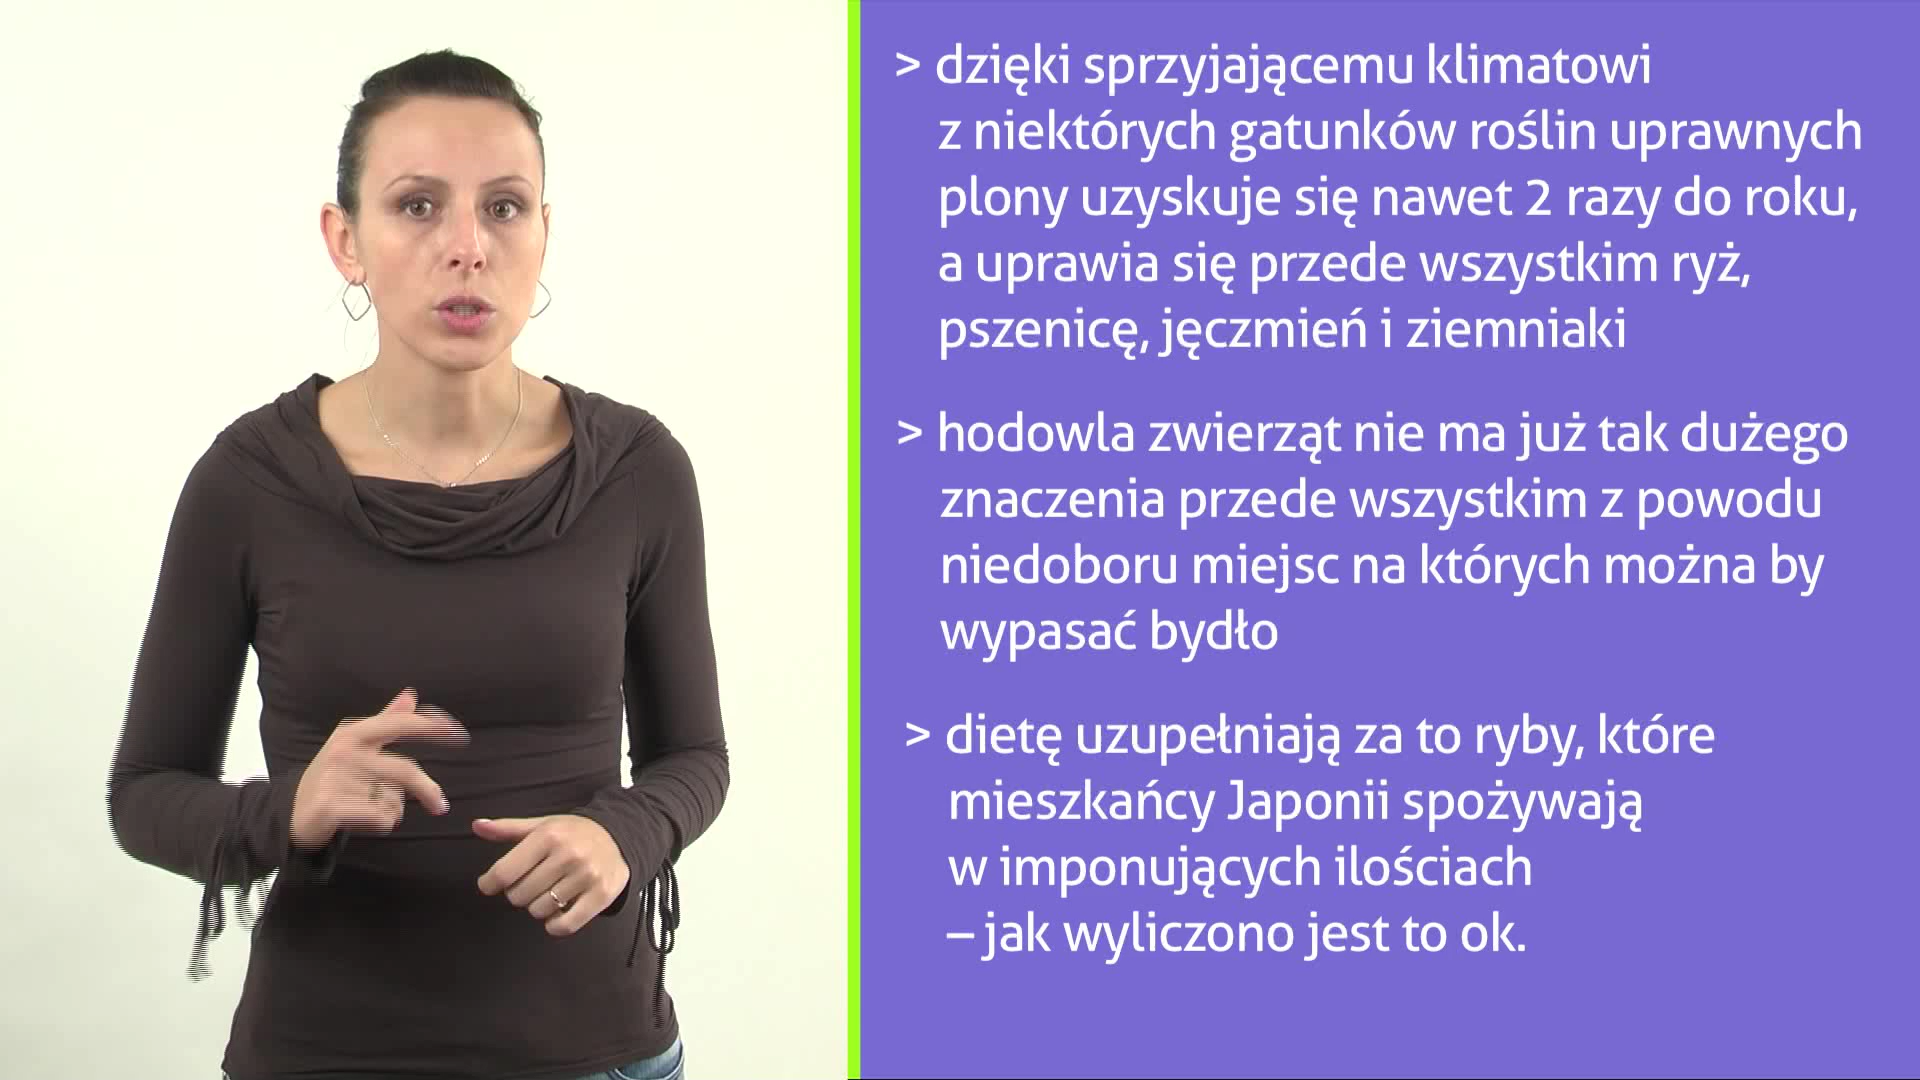 > dzięki sprzyjającemu klimatowi
z niektórych gatunków roślin uprawnych
plony uzyskuje się nawet 2 razy do roku,
a uprawia się przede wszystkim ryż,
pszenicę, jęczmień i ziemniaki
> hodowla zwierząt nie ma już tak dużego
znaczenia przede wszystkim z powodu
niedoboru miejsc na których można by
wypasać bydło
> dietę uzupełniają za to ryby, które
mieszkańcy Japonii spożywają
w imponujących ilościach
– jak wyliczono jest to ok.